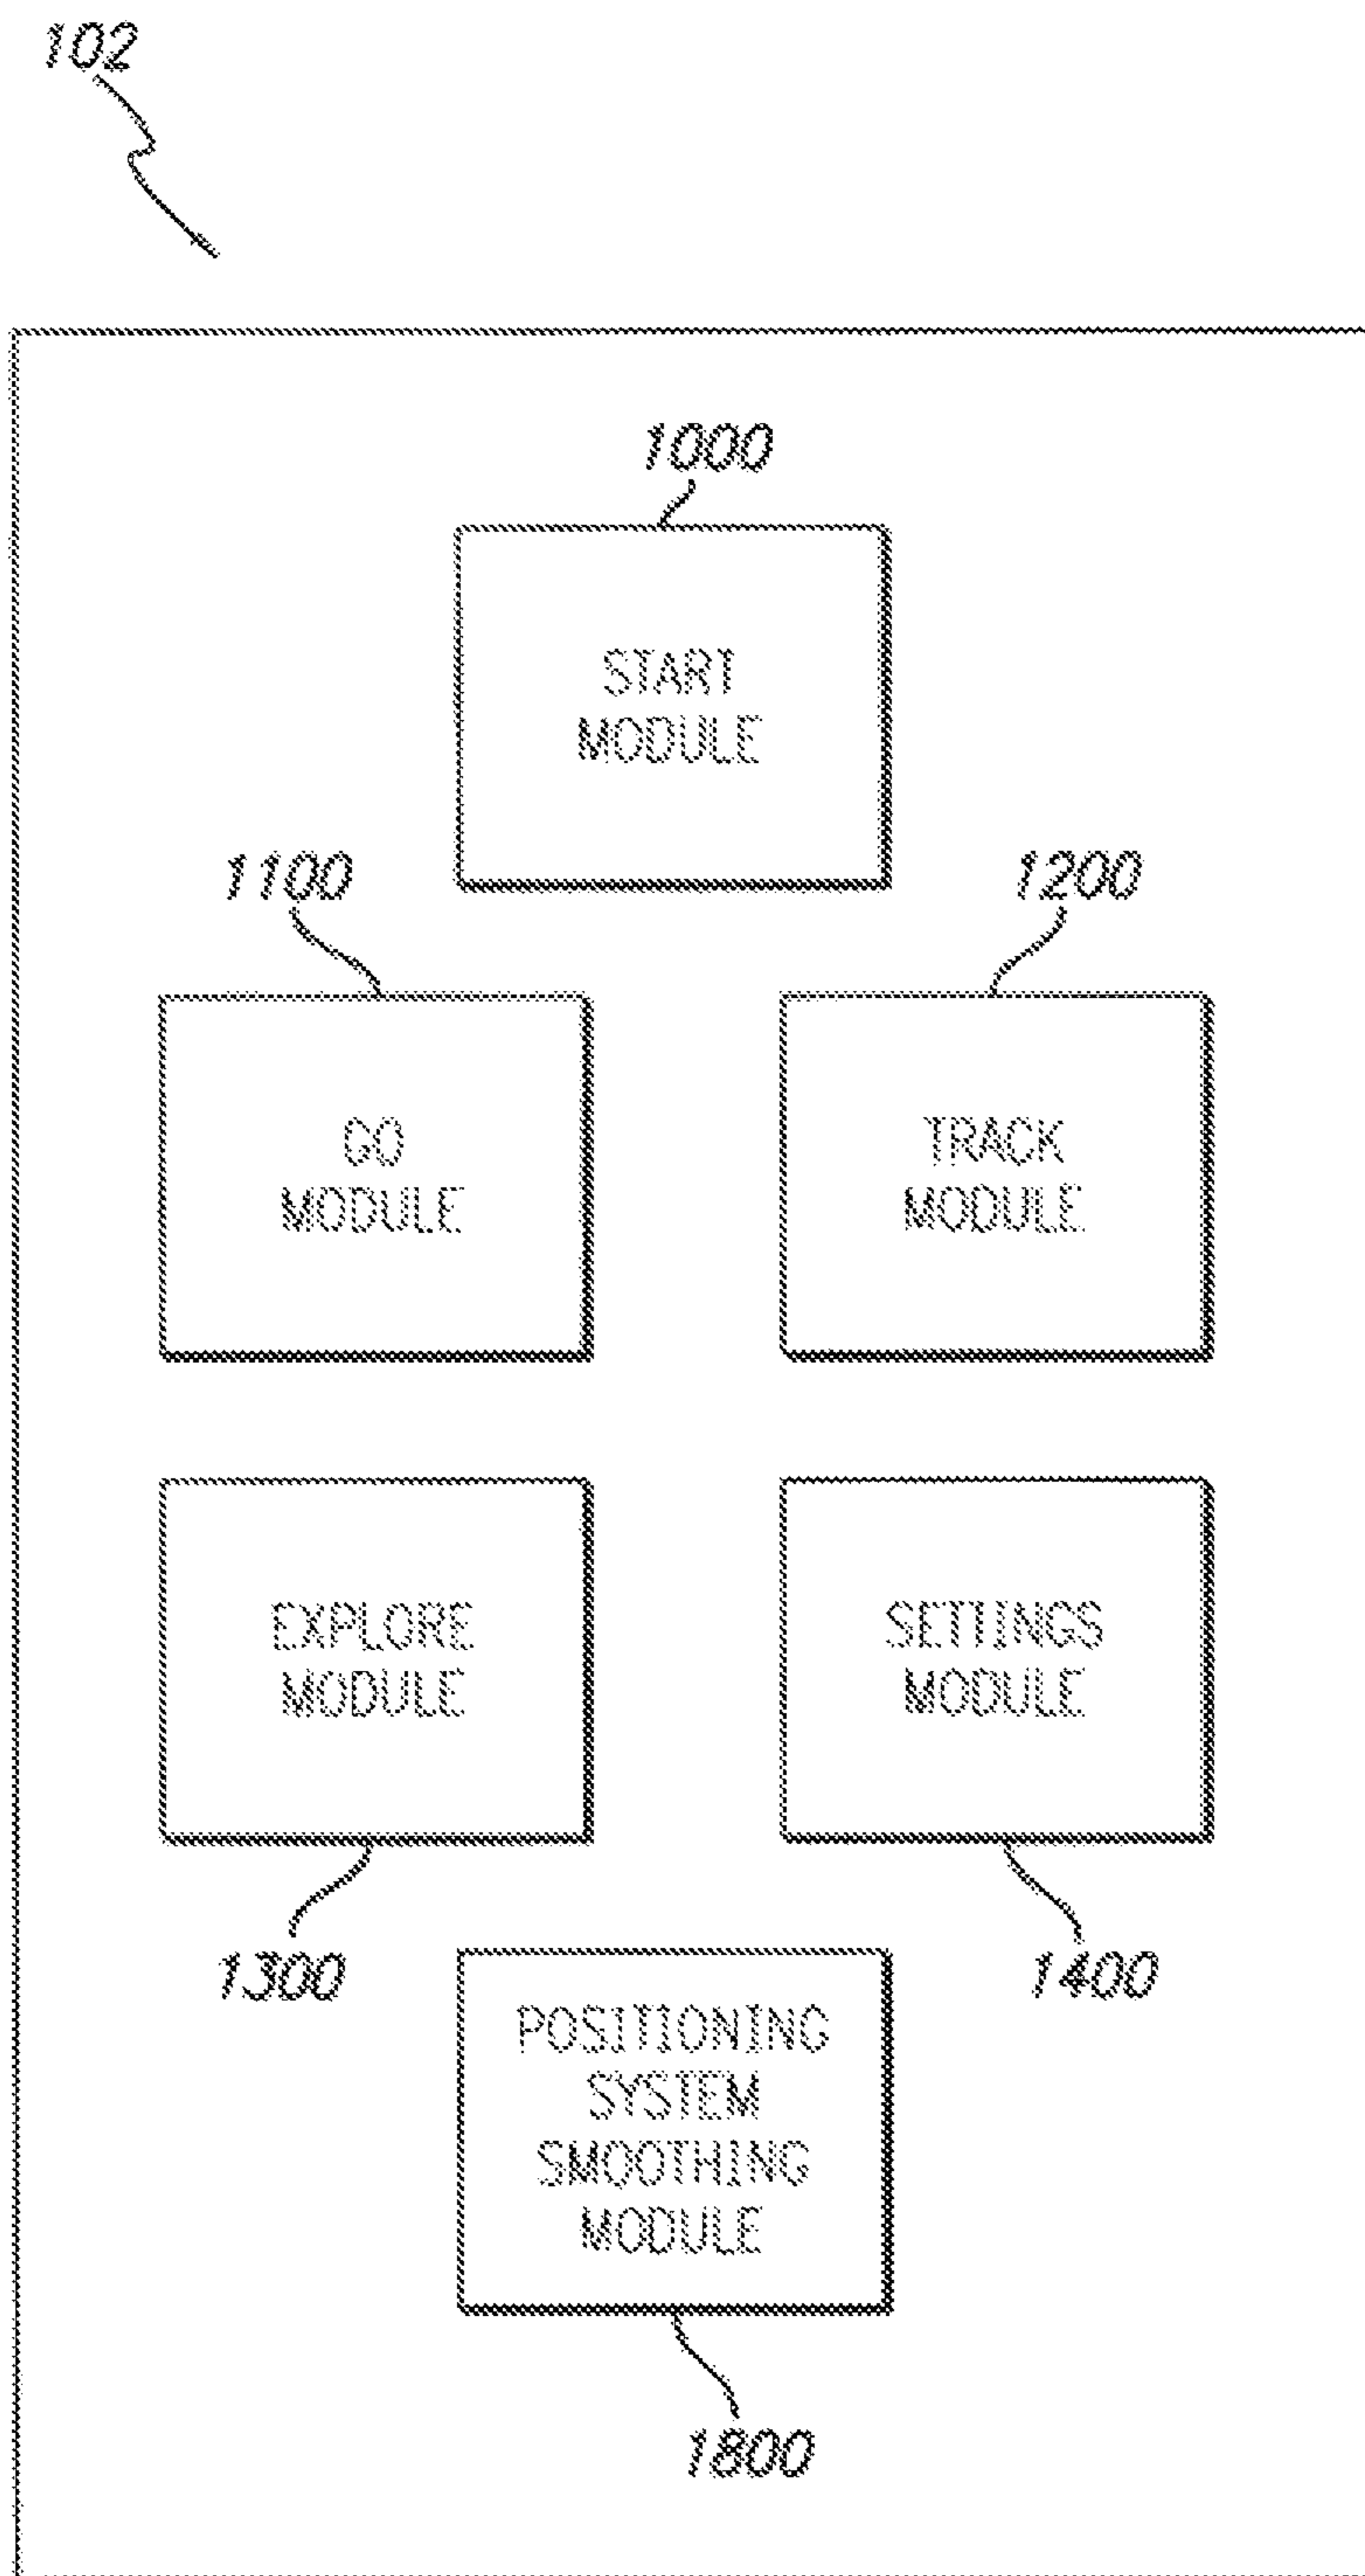 102
1000
START
MODULE
1100
1200
GO
MODULE
TRACK
MODULE
EXPLORE
MODULE
SETTINGS
MODULE
1300
1400
POSITIONING
SYSTEM
SMOOTHING
MODULE
1800